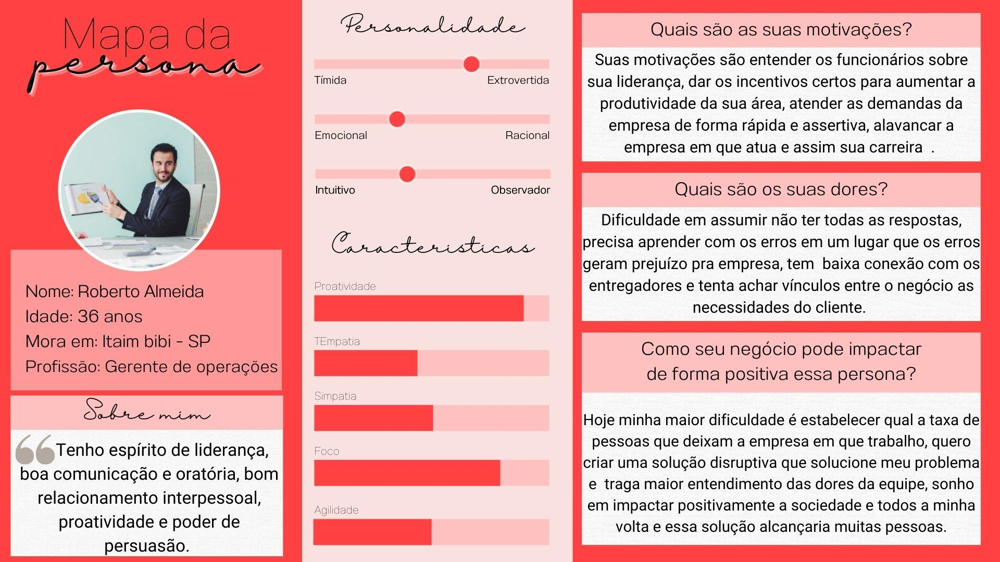 Mapa da
persona
Nome: Roberto Almeida
Idade: 36 anos
Mora em: Itaim bibi - SP
Profissão: Gerente de operações
Sobre mim
Tenho espírito de liderança,
boa comunicação e oratória, bom
relacionamento interpessoal,
proatividade e poder de
persuasão.
Personalidade
Tímida Extrovertida
Emocional Racional
Intuitivo Observador
Caracteristicas
Proatividade
TEmpatia
Simpatia
Foco
Agilidade
Quais são as suas motivações?
Suas motivações são entender os funcionários sobre
sua liderança, dar os incentivos certos para aumentar a
produtividade da sua área, atender as demandas da
empresa de forma rápida e assertiva, alavancar a
empresa em que atua e assim sua carreira .
Quais são os suas dores?
Dificuldade em assumir não ter todas as respostas,
precisa aprender com os erros em um lugar que os erros
geram prejuízo pra empresa, tem baixa conexão com os
entregadores e tenta achar vínculos entre o negócio as
necessidades do cliente.
Como seu negócio pode impactar
de forma positiva essa persona?
Hoje minha maior dificuldade é estabelecer qual a taxa de
pessoas que deixam a empresa em que trabalho, quero
criar uma solução disruptiva que solucione meu problema
e traga maior entendimento das dores da equipe, sonho
em impactar positivamente a sociedade e todos a minha
volta e essa solução alcançaria muitas pessoas.